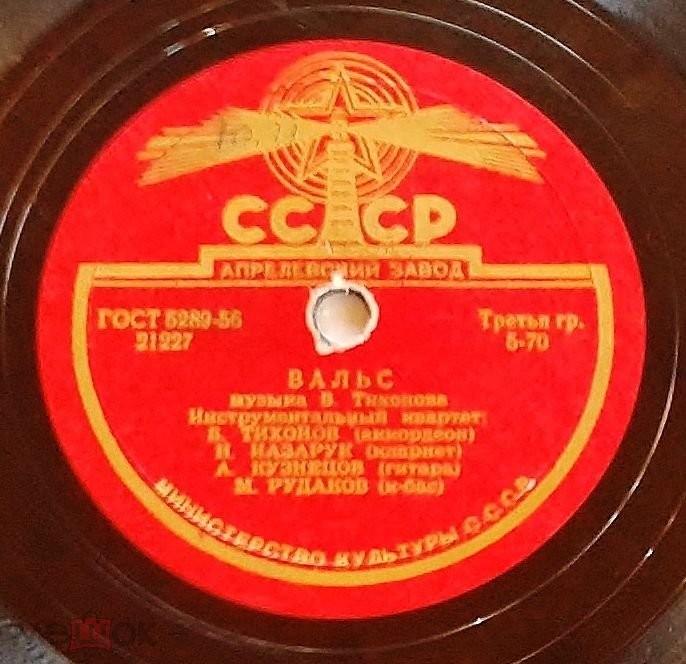 СССР
АПРЕЛЕВСКИЙ ЗАВОД
ГОСТ 5289-56
21227
Третья гр.
5-70
ВАЛЬС
музыка Б. Тихонова
Инструментальный квартет:
Б. ТИХОНОВ (аккордеон)
Н. НАЗАРУК (кларнет)
А. КУЗНЕЦОВ (гитара)
М. РУДАКОВ (к-бас)
МИНИСТЕРСТВО КУЛЬТУРЫ СССР